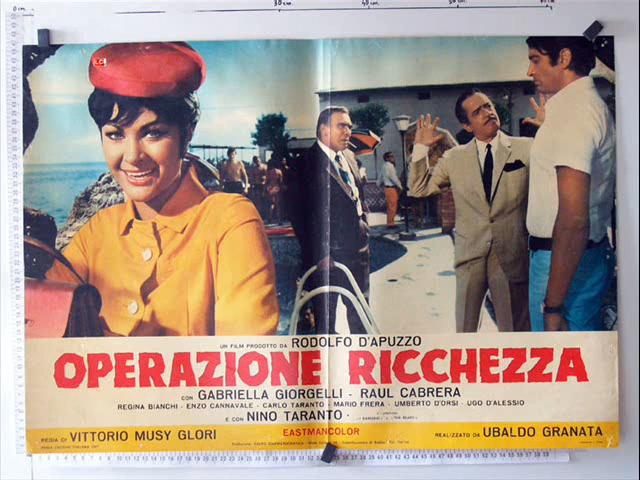 UN FILM PRODOTTO DA RODOLFO D'APUZZO
OPERAZIONE RICCHEZZA
CON GABRIELLA GIORGELLI - RAUL CABRERA
REGINA BIANCHI - ENZO CANNAVALE - CARLO TARANTO - MARIO FRERA - UMBERTO D'ORSI - UGO D'ALESSIO
E CON NINO TARANTO
REGIA DI VITTORIO MUSY GLORI
EASTMANCOLOR
REALIZZATO DA UBALDO GRANATA